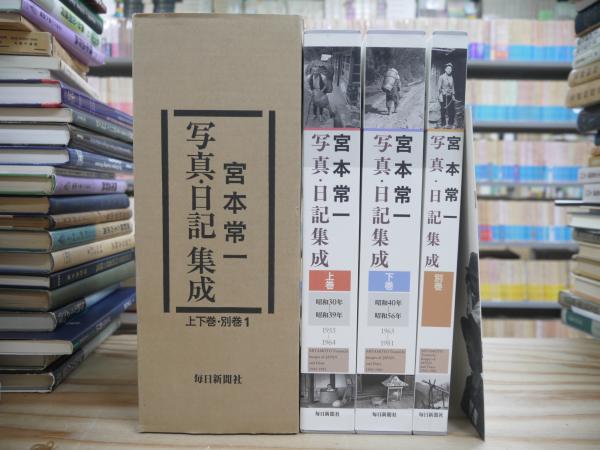 宮本常一
写真・日記集成
上下巻・別巻1
毎日新聞社
宮本常一
写真・日記集成
上巻
昭和30年
昭和39年
1955
1964
毎日新聞社
宮本常一
写真・日記集成
下巻
昭和40年
昭和56年
1965
1981
毎日新聞社
宮本常一
写真・日記集成
別巻
毎日新聞社